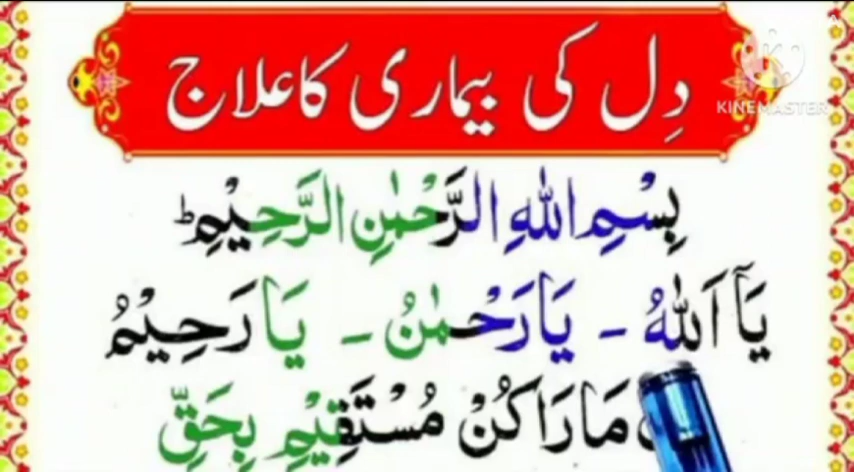 دِل کی بیماری کا علاج
KINEMASTER
بِسْمِ اللّٰهِ الرَّحْمٰنِ الرَّحِیْمِ ط
یَآ اَللّٰهُ ۔ یَا رَحْمٰنُ ۔ یَا رَحِیْمُ
مَارَا کُنْ مُسْتَقِیْمِ بِحَقِّ